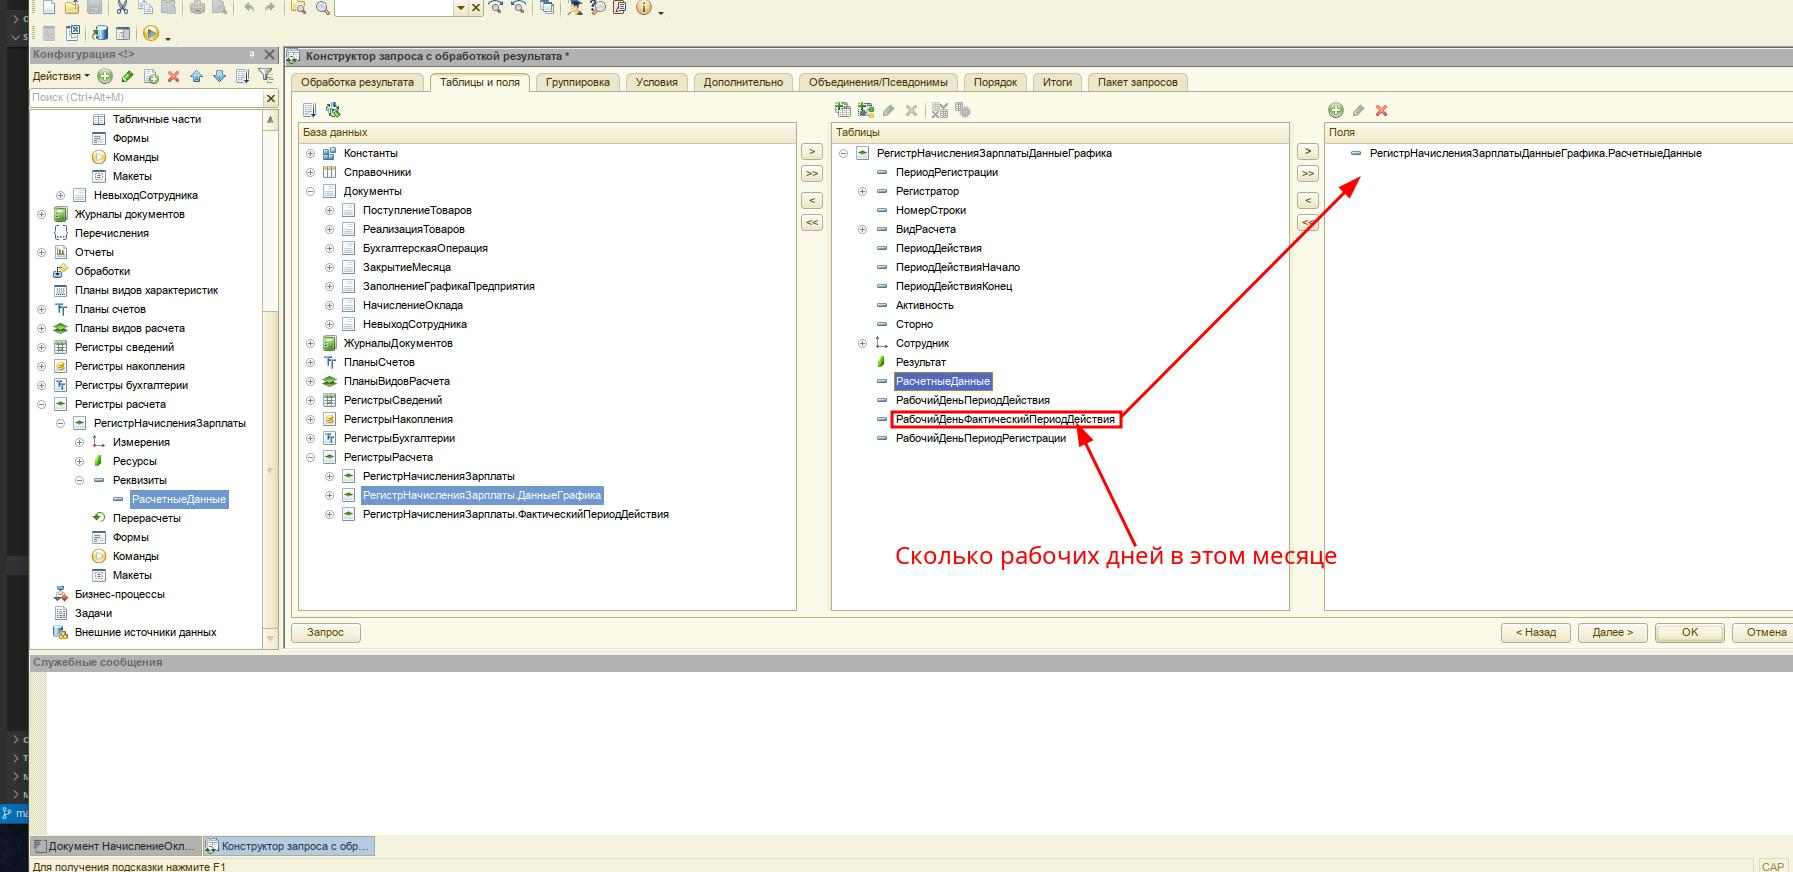 Конфигурация <!>
Действия
Поиск (Ctrl+Alt+M)
Табличные части
Формы
Команды
Макеты
НевыходСотрудника
Журналы документов
Перечисления
Отчеты
Обработки
Планы видов характеристик
Планы счетов
Планы видов расчета
Регистры сведений
Регистры накопления
Регистры бухгалтерии
Регистры расчета
РегистрНачисленияЗарплаты
Измерения
Ресурсы
Реквизиты
РасчетныеДанные
Перерасчеты
Формы
Команды
Макеты
Бизнес-процессы
Задачи
Внешние источники данных
Конструктор запроса с обработкой результата *
Обработка результата
Таблицы и поля
Группировка
Условия
Дополнительно
Объединения/Псевдонимы
Порядок
Итоги
Пакет запросов
База данных
Константы
Справочники
Документы
ПоступлениеТоваров
РеализацияТоваров
БухгалтерскаяОперация
ЗакрытиеМесяца
ЗаполнениеГрафикаПредприятия
НачислениеОклада
НевыходСотрудника
ЖурналыДокументов
ПланыСчетов
ПланыВидовРасчета
РегистрыСведений
РегистрыНакопления
РегистрыБухгалтерии
РегистрыРасчета
РегистрНачисленияЗарплаты
РегистрНачисленияЗарплаты.ДанныеГрафика
РегистрНачисленияЗарплаты.ФактическийПериодДействия
>
>>
<
<<
Таблицы
РегистрНачисленияЗарплатыДанныеГрафика
ПериодРегистрации
Регистратор
НомерСтроки
ВидРасчета
ПериодДействия
ПериодДействияНачало
ПериодДействияКонец
Активность
Сторно
Сотрудник
Результат
РасчетныеДанные
РабочийДеньПериодДействия
РабочийДеньФактическийПериодДействия
РабочийДеньПериодРегистрации
Сколько рабочих дней в этом месяце
>
>>
<
<<
Поля
РегистрНачисленияЗарплатыДанныеГрафика.РасчетныеДанные
Запрос
< Назад
Далее >
OK
Отмена
Служебные сообщения
Документ НачислениеОкл...
Конструктор запроса с обр...
Для получения подсказки нажмите F1
CAP